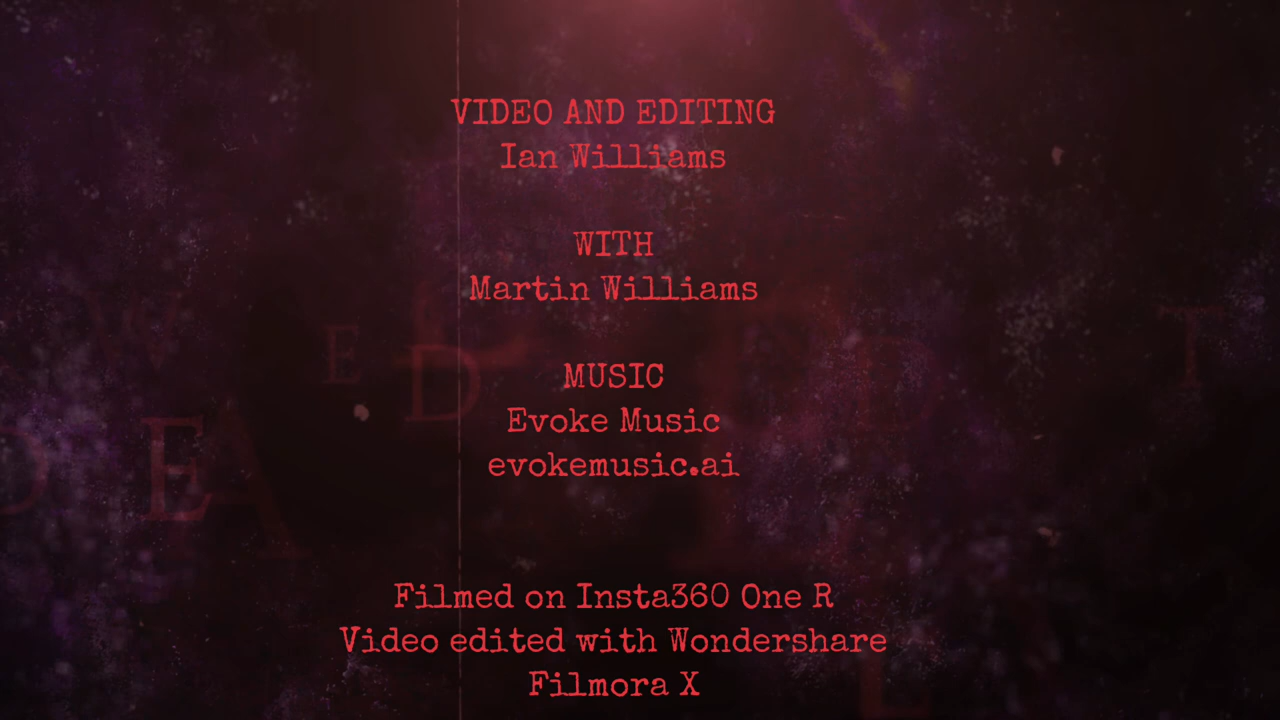 VIDEO AND EDITING
Ian Williams
WITH
Martin Williams
MUSIC
Evoke Music
evokemusic.ai
Filmed on Insta360 One R
Video edited with Wondershare
Filmora X